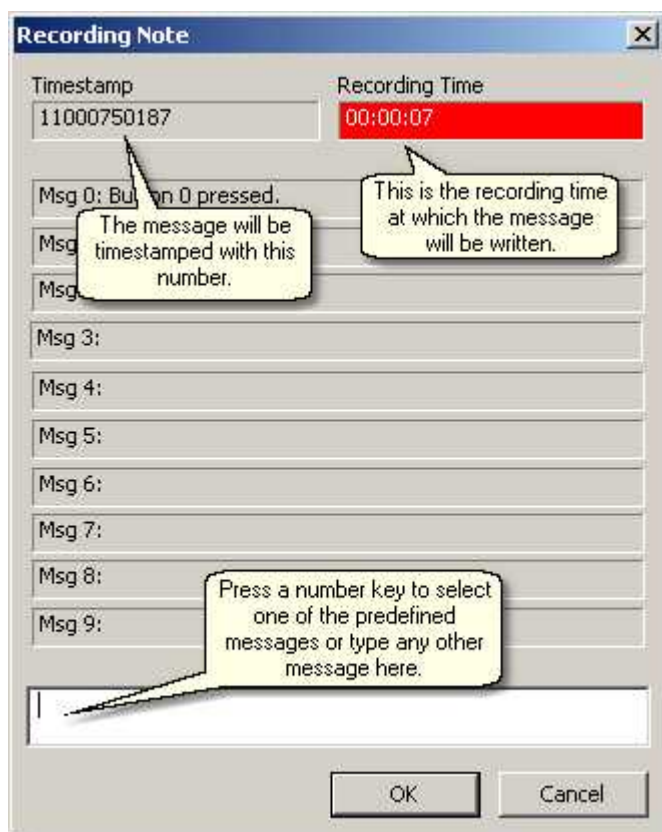 Recording Note
Timestamp
Recording Time
11000750187
00:00:07
Msg 0: Bu on 0 pressed.
The message will be
timestamped with this
number.
This is the recording time
at which the message
will be written.
Msg
Msg
Msg 3:
Msg 4:
Msg 5:
Msg 6:
Msg 7:
Msg 8:
Msg 9:
Press a number key to select
one of the predefined
messages or type any other
message here.
OK
Cancel